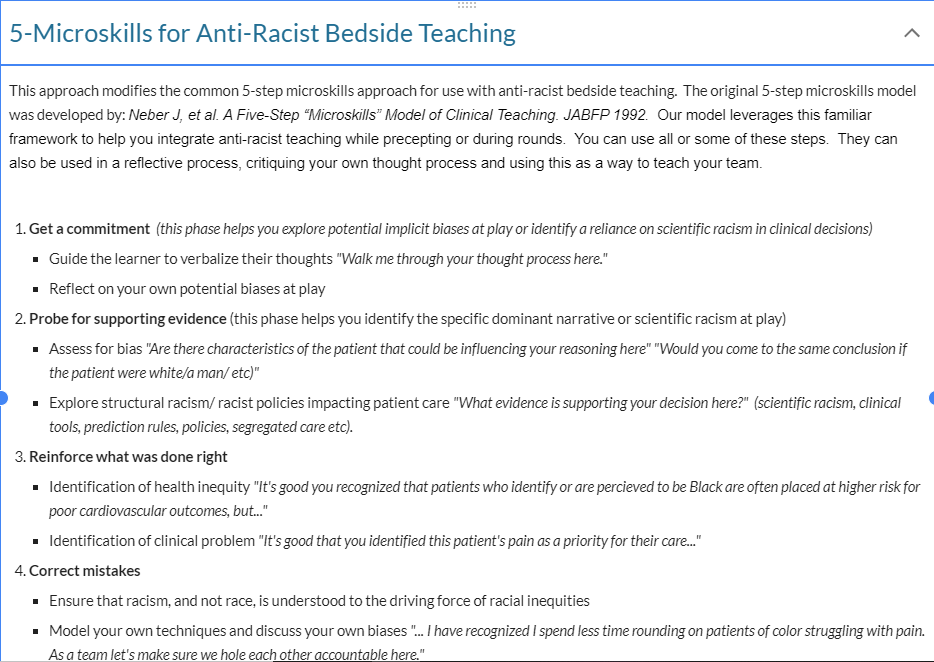 5-Microskills for Anti-Racist Bedside Teaching
This approach modifies the common 5-step microskills approach for use with anti-racist bedside teaching. The original 5-step microskills model
was developed by: Neber J, et al. A Five-Step “Microskills” Model of Clinical Teaching. JABFP 1992. Our model leverages this familiar
framework to help you integrate anti-racist teaching while precepting or during rounds. You can use all or some of these steps. They can
also be used in a reflective process, critiquing your own thought process and using this as a way to teach your team.
1. Get a commitment (this phase helps you explore potential implicit biases at play or identify a reliance on scientific racism in clinical decisions)
▪ Guide the learner to verbalize their thoughts "Walk me through your thought process here."
▪ Reflect on your own potential biases at play
2. Probe for supporting evidence (this phase helps you identify the specific dominant narrative or scientific racism at play)
▪ Assess for bias "Are there characteristics of the patient that could be influencing your reasoning here" "Would you come to the same conclusion if
the patient were white/a man/ etc)"
▪ Explore structural racism/ racist policies impacting patient care "What evidence is supporting your decision here?" (scientific racism, clinical
tools, prediction rules, policies, segregated care etc).
3. Reinforce what was done right
▪ Identification of health inequity "It's good you recognized that patients who identify or are percieved to be Black are often placed at higher risk for
poor cardiovascular outcomes, but..."
▪ Identification of clinical problem "It's good that you identified this patient's pain as a priority for their care..."
4. Correct mistakes
▪ Ensure that racism, and not race, is understood to the driving force of racial inequities
▪ Model your own techniques and discuss your own biases "... I have recognized I spend less time rounding on patients of color struggling with pain.
As a team let's make sure we hole each other accountable here."